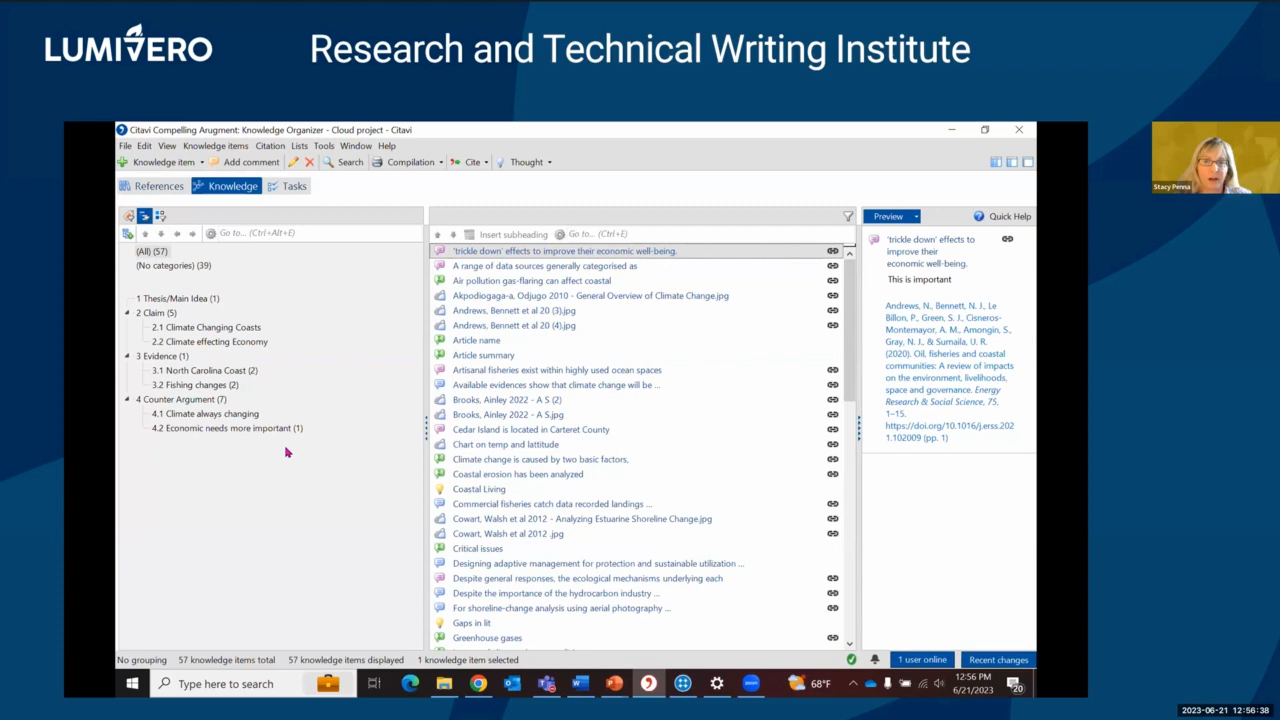 LUMIVERO
Research and Technical Writing Institute
Stacy Penna
Citavi Compelling Arugment: Knowledge Organizer - Cloud project - Citavi
File Edit View Knowledge items Citation Lists Tools Window Help
Knowledge item Add comment Search Compilation Cite Thought
References Knowledge Tasks
Preview Quick Help
Go to... (Ctrl+Alt+E)
Insert subheading Go to... (Ctrl+E)
(All) (57)
(No categories) (39)
1 Thesis/Main Idea (1)
2 Claim (5)
2.1 Climate Changing Coasts
2.2 Climate effecting Economy
3 Evidence (1)
3.1 North Carolina Coast (2)
3.2 Fishing changes (2)
4 Counter Argument (7)
4.1 Climate always changing
4.2 Economic needs more important (1)
'trickle down' effects to improve their economic well-being.
A range of data sources generally categorised as
Air pollution gas-flaring can affect coastal
Akpodiogaga-a, Odjugo 2010 - General Overview of Climate Change.jpg
Andrews, Bennett et al 20 (3).jpg
Andrews, Bennett et al 20 (4).jpg
Article name
Article summary
Artisanal fisheries exist within highly used ocean spaces
Available evidences show that climate change will be ...
Brooks, Ainley 2022 - A S (2)
Brooks, Ainley 2022 - A S.jpg
Cedar Island is located in Carteret County
Chart on temp and lattitude
Climate change is caused by two basic factors,
Coastal erosion has been analyzed
Coastal Living
Commercial fisheries catch data recorded landings ...
Cowart, Walsh et al 2012 - Analyzing Estuarine Shoreline Change.jpg
Cowart, Walsh et al 2012 .jpg
Critical issues
Designing adaptive management for protection and sustainable utilization ...
Despite general responses, the ecological mechanisms underlying each
Despite the importance of the hydrocarbon industry ...
For shoreline-change analysis using aerial photography ...
Gaps in lit
Greenhouse gases
'trickle down' effects to
improve their
economic well-being.
This is important
Andrews, N., Bennett, N. J., Le
Billon, P., Green, S. J., Cisneros-
Montemayor, A. M., Amongin, S.,
Gray, N. J., & Sumaila, U. R.
(2020). Oil, fisheries and coastal
communities: A review of impacts
on the environment, livelihoods,
space and governance. Energy
Research & Social Science, 75,
1–15.
https://doi.org/10.1016/j.erss.202
1.102009 (pp. 1)
No grouping 57 knowledge items total 57 knowledge items displayed 1 knowledge item selected 1 user online Recent changes
Type here to search 68°F 12:56 PM
6/21/2023 20
2023-06-21 12:56:38